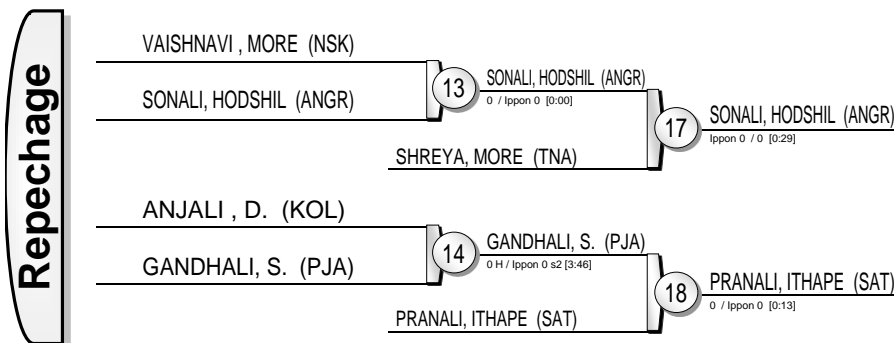 Repechage
VAISHNAVI , MORE (NSK)
SONALI, HODSHIL (ANGR)
13
SONALI, HODSHIL (ANGR)
0 / Ippon 0 [0:00]
SHREYA, MORE (TNA)
17
SONALI, HODSHIL (ANGR)
Ippon 0 / 0 [0:29]
ANJALI , D. (KOL)
GANDHALI, S. (PJA)
14
GANDHALI, S. (PJA)
0 H / Ippon 0 s2 [3:46]
PRANALI, ITHAPE (SAT)
18
PRANALI, ITHAPE (SAT)
0 / Ippon 0 [0:13]